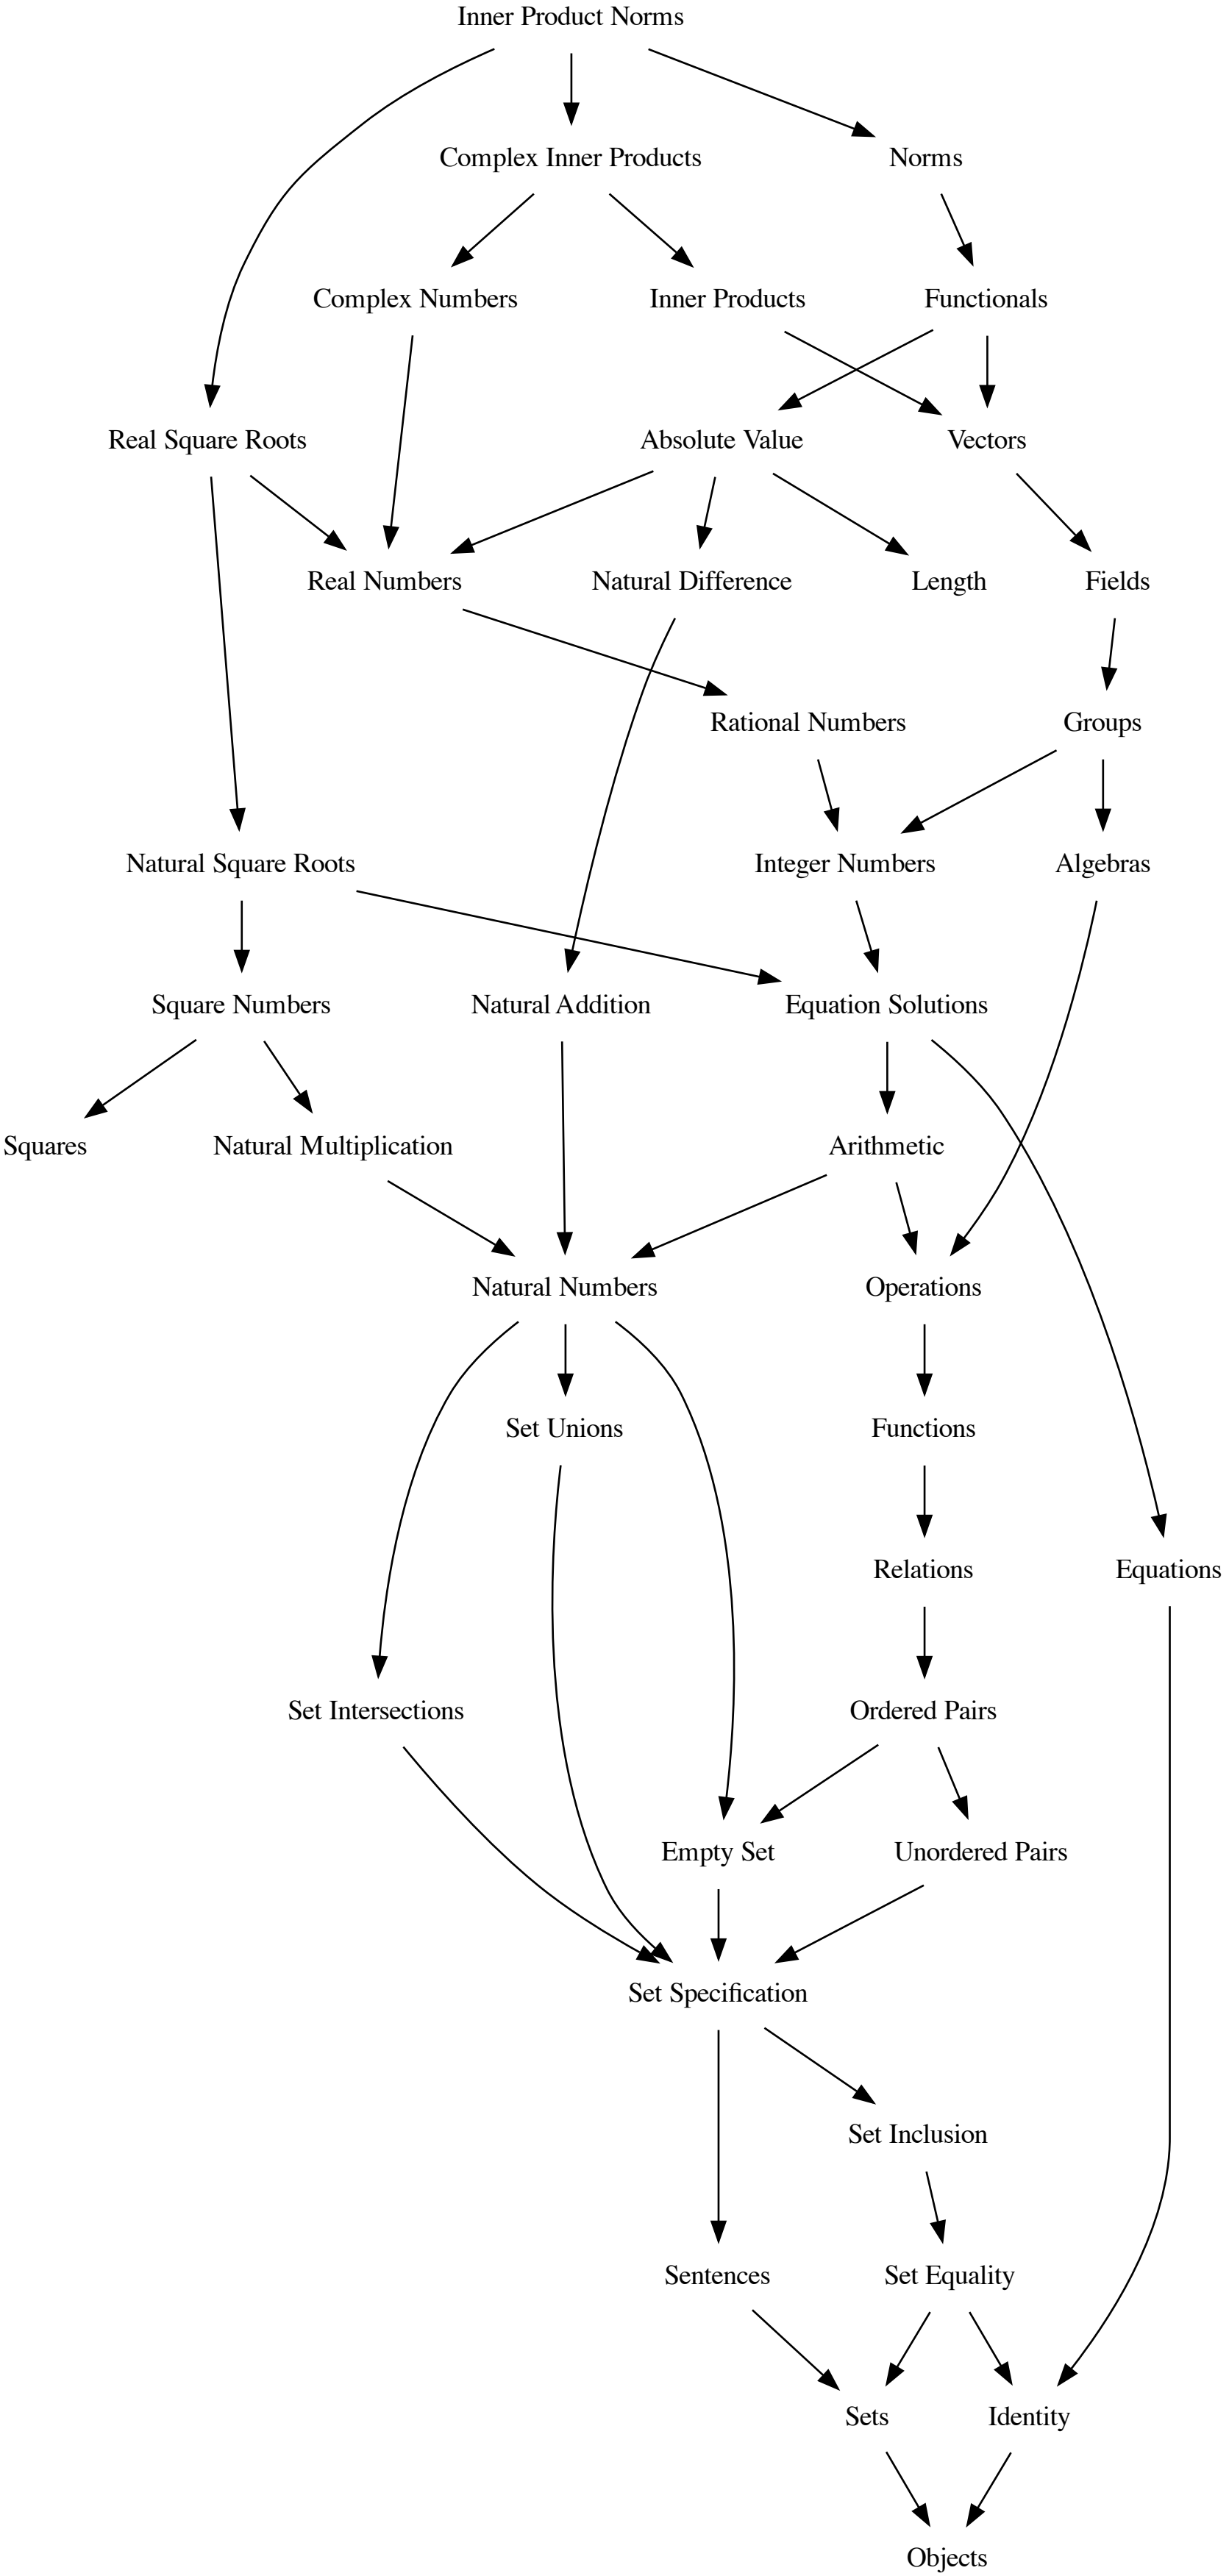 Inner Product Norms
Complex Inner Products
Norms
Complex Numbers
Inner Products
Functionals
Real Square Roots
Absolute Value
Vectors
Real Numbers
Natural Difference
Length
Fields
Rational Numbers
Groups
Natural Square Roots
Integer Numbers
Algebras
Square Numbers
Natural Addition
Equation Solutions
Squares
Natural Multiplication
Arithmetic
Natural Numbers
Operations
Set Unions
Functions
Relations
Equations
Set Intersections
Ordered Pairs
Empty Set
Unordered Pairs
Set Specification
Set Inclusion
Sentences
Set Equality
Sets
Identity
Objects